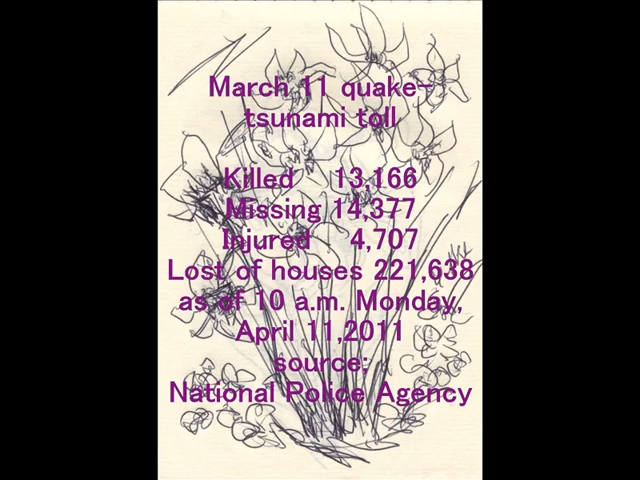 March 11 quake-
tsunami toll
Killed 13,166
Missing 14,377
Injured 4,707
Lost of houses 221,638
as of 10 a.m. Monday,
April 11,2011
source;
National Police Agency